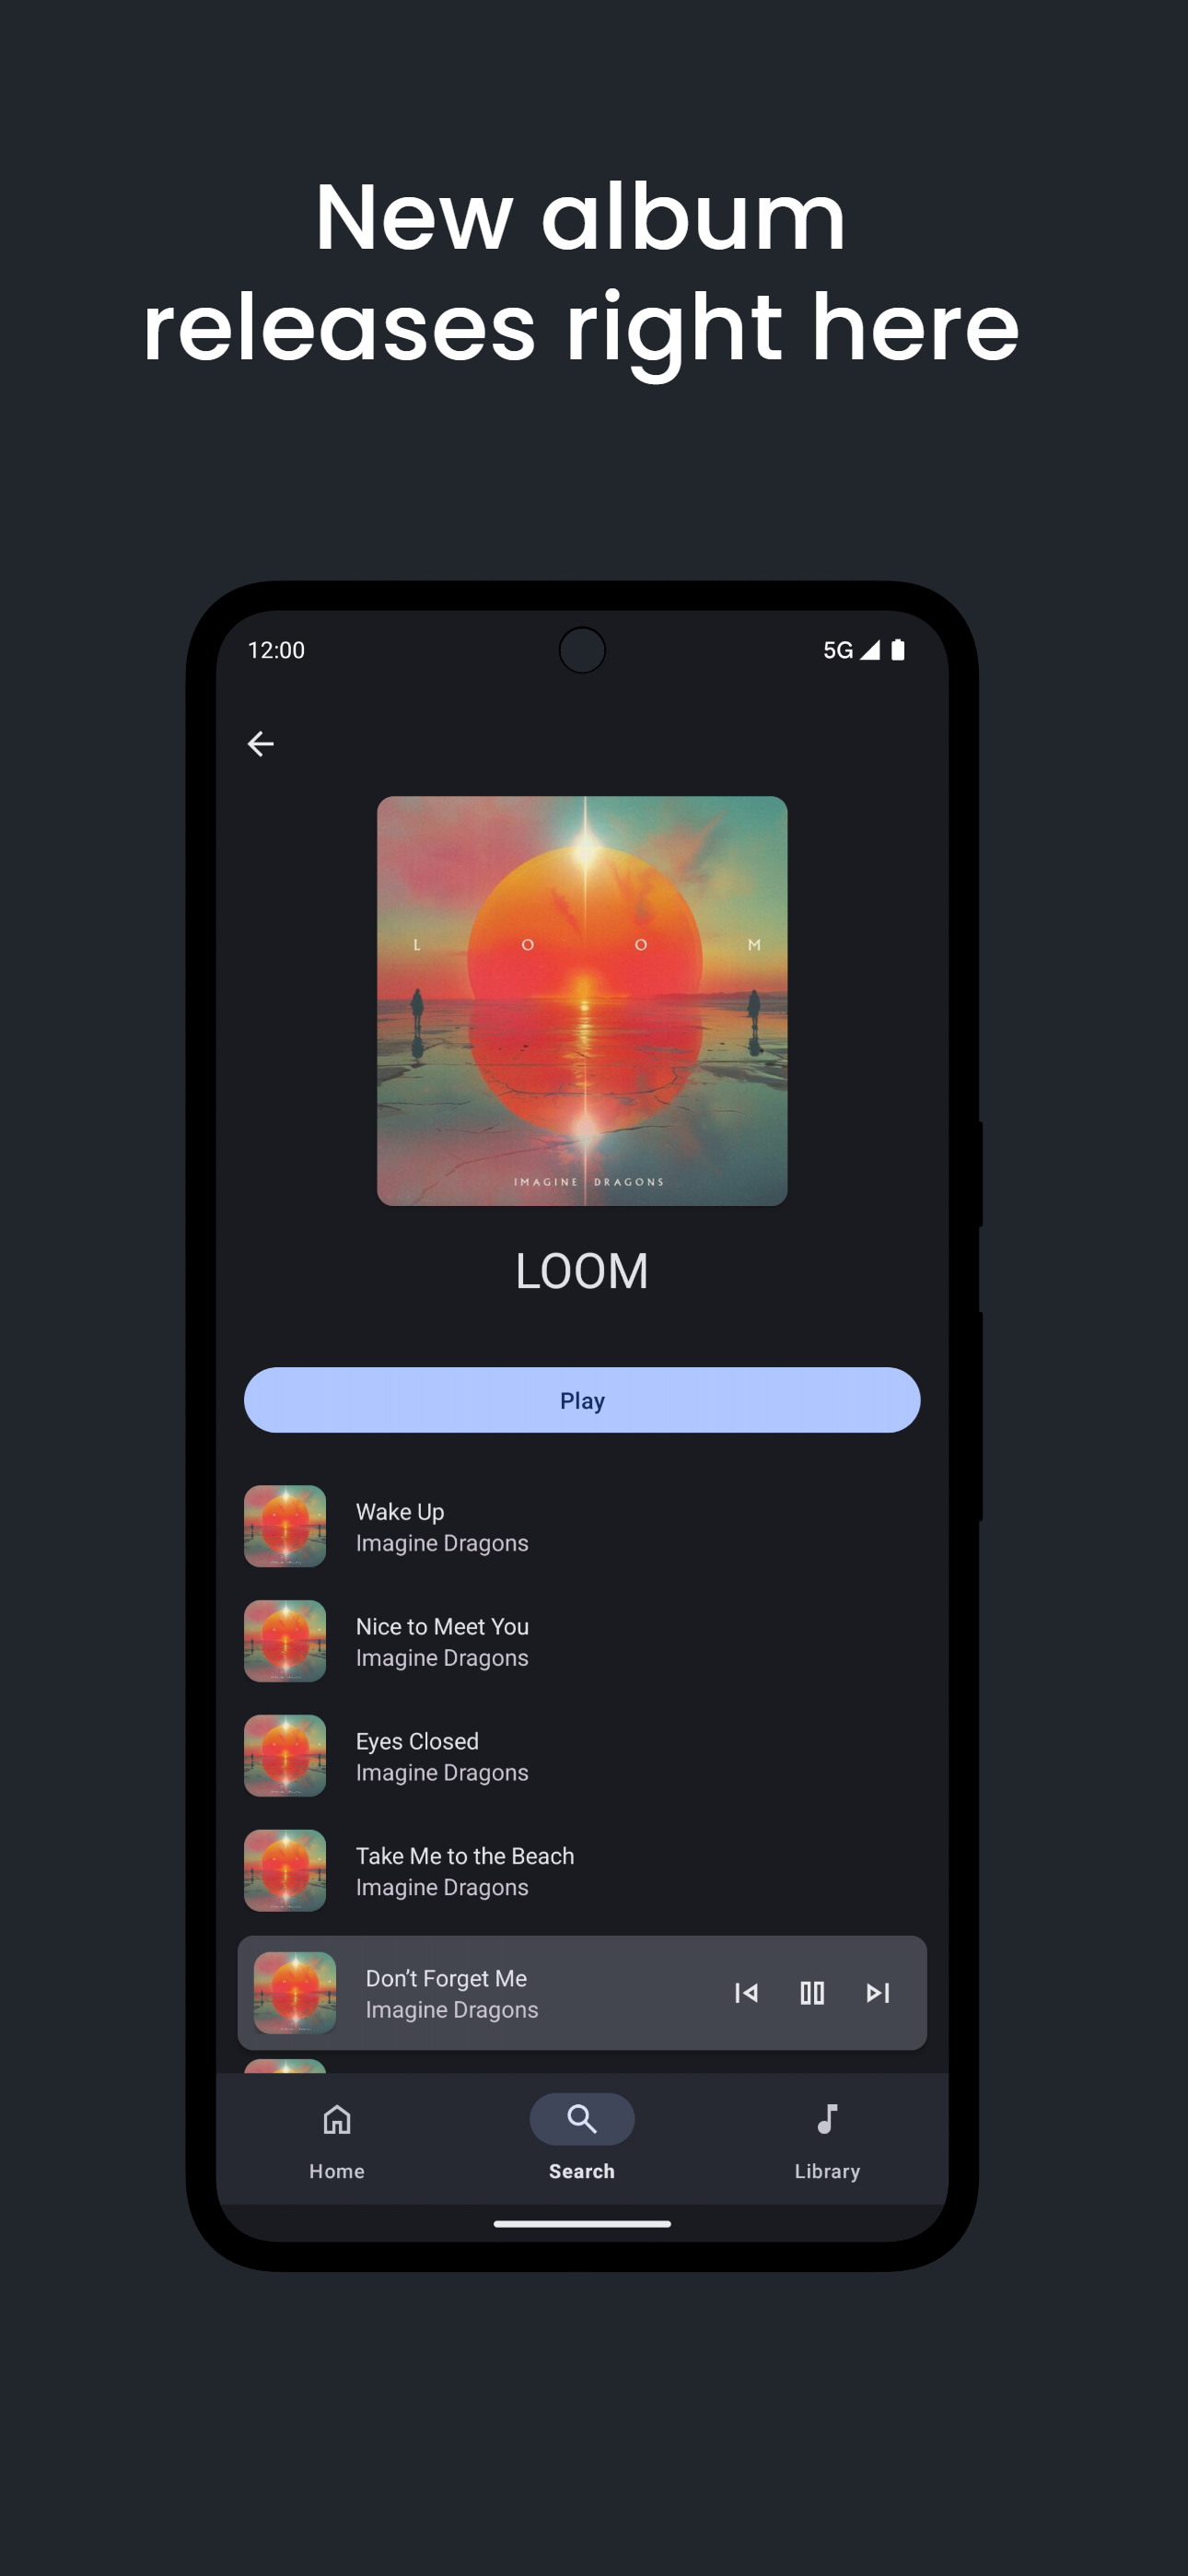 New album
releases right here
12:00
5G
L O O M
IMAGINE DRAGONS
LOOM
Play
Wake Up
Imagine Dragons
Nice to Meet You
Imagine Dragons
Eyes Closed
Imagine Dragons
Take Me to the Beach
Imagine Dragons
Don’t Forget Me
Imagine Dragons
Home
Search
Library